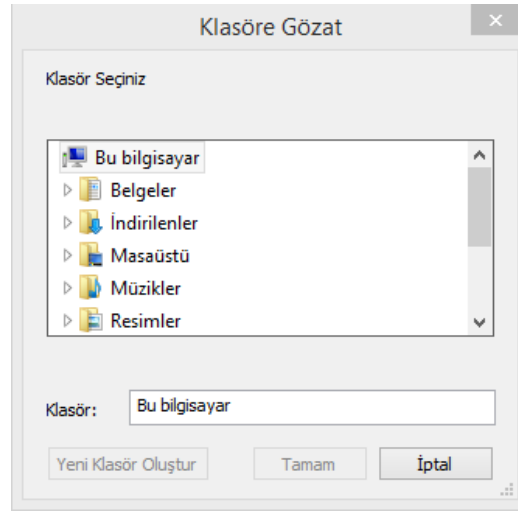 Klasöre Gözat
Klasör Seçiniz
Bu bilgisayar
Belgeler
İndirilenler
Masaüstü
Müzikler
Resimler
Klasör: Bu bilgisayar
Yeni Klasör Oluştur Tamam İptal